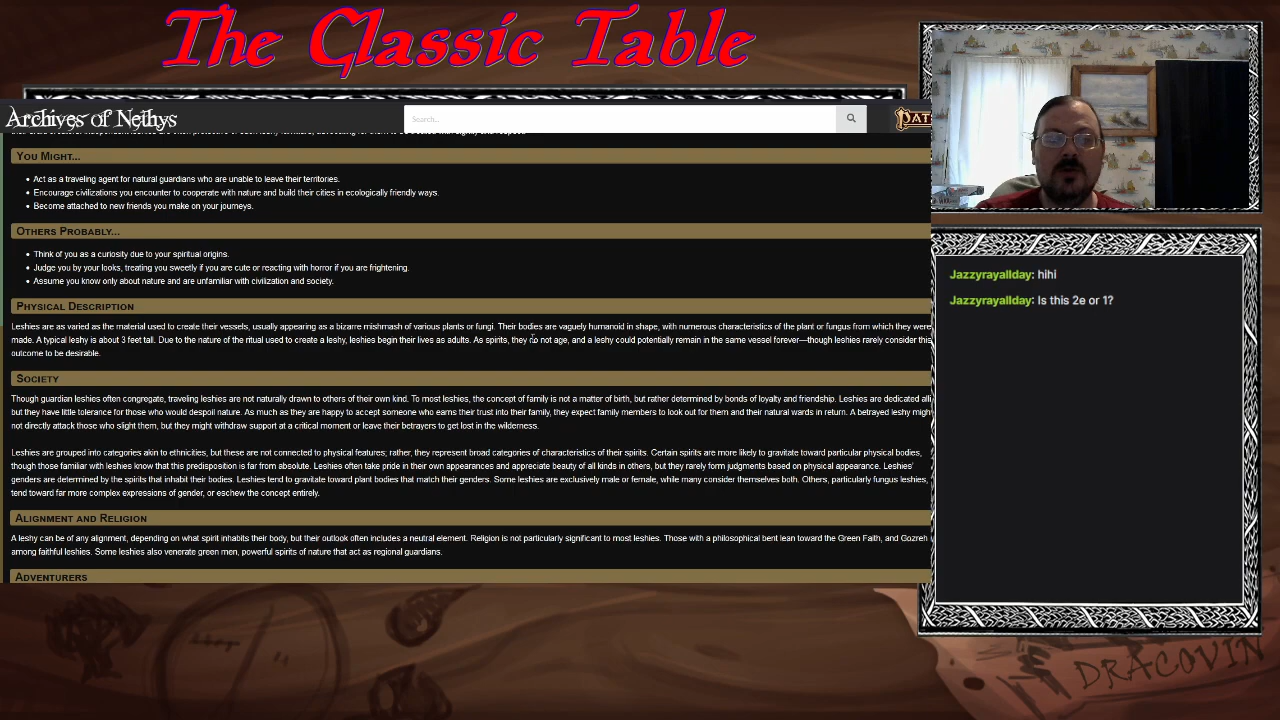 The Classic Table
Archives of Nethys
Search...
You Might...
• Act as a traveling agent for natural guardians who are unable to leave their territories.
• Encourage civilizations you encounter to cooperate with nature and build their cities in ecologically friendly ways.
• Become attached to new friends you make on your journeys.
Others Probably...
• Think of you as a curiosity due to your spiritual origins.
• Judge you by your looks, treating you sweetly if you are cute or reacting with horror if you are frightening.
• Assume you know only about nature and are unfamiliar with civilization and society.
Physical Description
Leshies are as varied as the material used to create their vessels, usually appearing as a bizarre mishmash of various plants or fungi. Their bodies are vaguely humanoid in shape, with numerous characteristics of the plant or fungus from which they were
made. A typical leshy is about 3 feet tall. Due to the nature of the ritual used to create a leshy, leshies begin their lives as adults. As spirits, they do not age, and a leshy could potentially remain in the same vessel forever—though leshies rarely consider this
outcome to be desirable.
Society
Though guardian leshies often congregate, traveling leshies are not naturally drawn to others of their own kind. To most leshies, the concept of family is not a matter of birth, but rather determined by bonds of loyalty and friendship. Leshies are dedicated alli
but they have little tolerance for those who would despoil nature. As much as they are happy to accept someone who earns their trust into their family, they expect family members to look out for them and their natural wards in return. A betrayed leshy migh
not directly attack those who slight them, but they might withdraw support at a critical moment or leave their betrayers to get lost in the wilderness.
Leshies are grouped into categories akin to ethnicities, but these are not connected to physical features; rather, they represent broad categories of characteristics of their spirits. Certain spirits are more likely to gravitate toward particular physical bodies,
though those familiar with leshies know that this predisposition is far from absolute. Leshies often take pride in their own appearances and appreciate beauty of all kinds in others, but they rarely form judgments based on physical appearance. Leshies'
genders are determined by the spirits that inhabit their bodies. Leshies tend to gravitate toward plant bodies that match their genders. Some leshies are exclusively male or female, while many consider themselves both. Others, particularly fungus leshies,
tend toward far more complex expressions of gender, or eschew the concept entirely.
Alignment and Religion
A leshy can be of any alignment, depending on what spirit inhabits their body, but their outlook often includes a neutral element. Religion is not particularly significant to most leshies. Those with a philosophical bent lean toward the Green Faith, and Gozreh
among faithful leshies. Some leshies also venerate green men, powerful spirits of nature that act as regional guardians.
Adventurers
Jazzyrayallday: hihi
Jazzyrayallday: Is this 2e or 1?
DRACOVIN